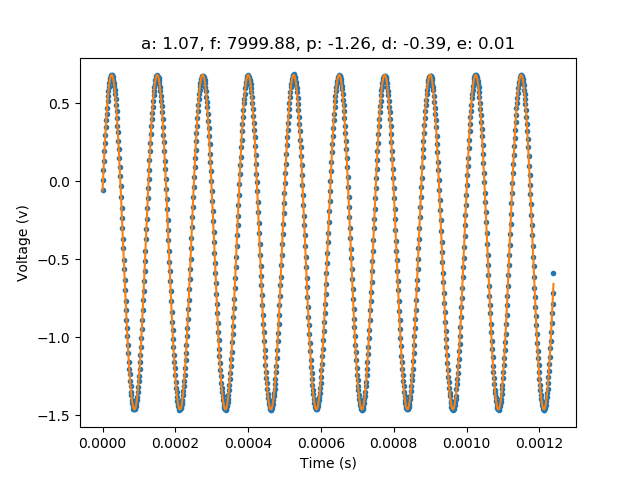 a: 1.07, f: 7999.88, p: -1.26, d: -0.39, e: 0.01
0.5
0.0
−0.5
−1.0
−1.5
Voltage (v)
0.0000 0.0002 0.0004 0.0006 0.0008 0.0010 0.0012
Time (s)